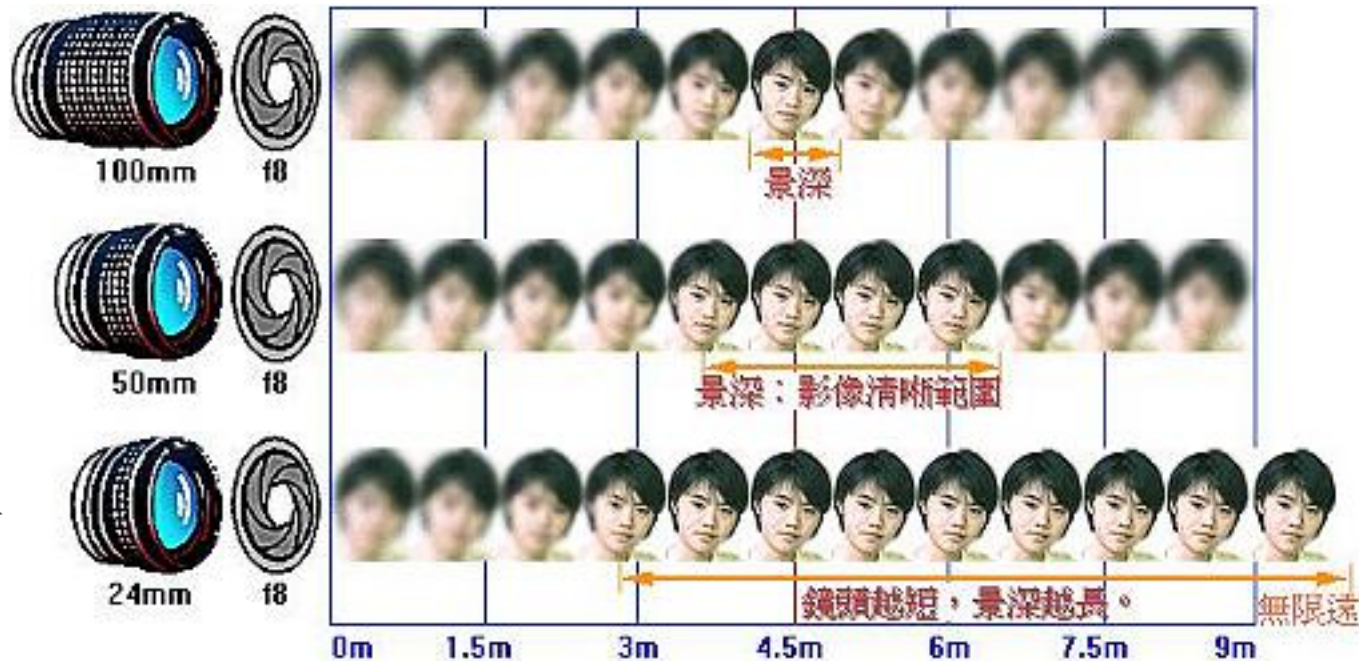 100mm f8
景深
50mm f8
景深：影像清晰範圍
24mm f8
鏡頭越短，景深越長。 無限遠
0m 1.5m 3m 4.5m 6m 7.5m 9m